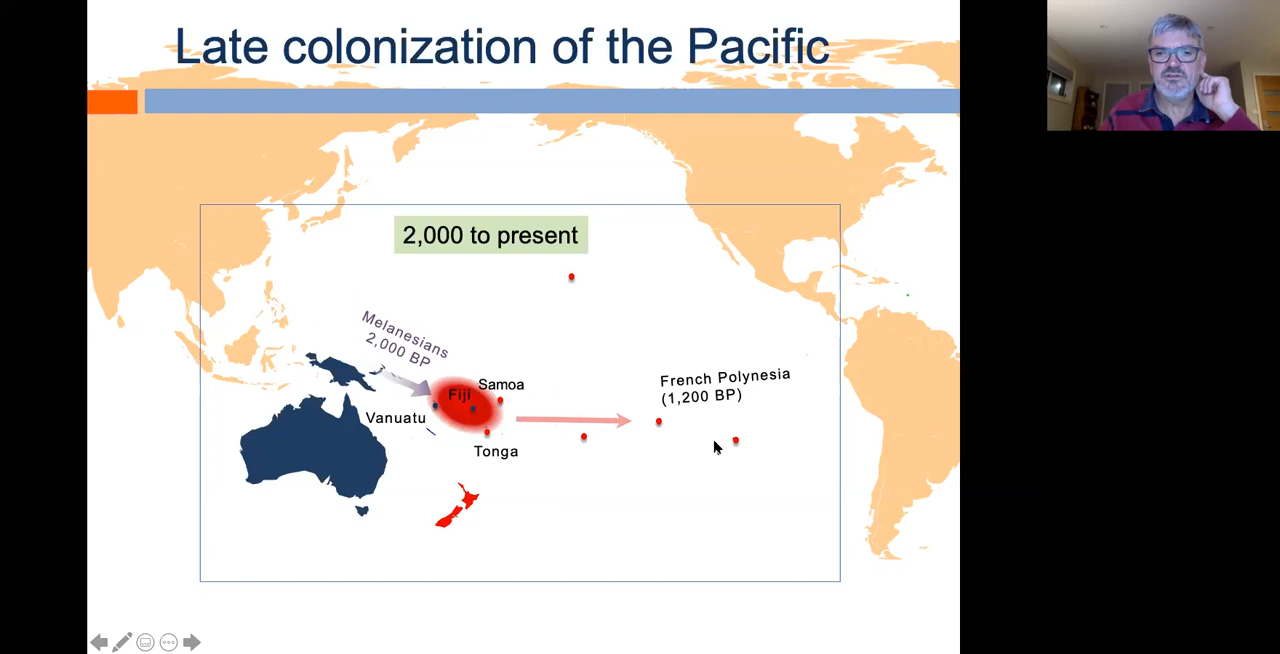 Late colonization of the Pacific
2,000 to present
Melanesians
2,000 BP
Fiji
Samoa
Vanuatu
Tonga
French Polynesia
(1,200 BP)